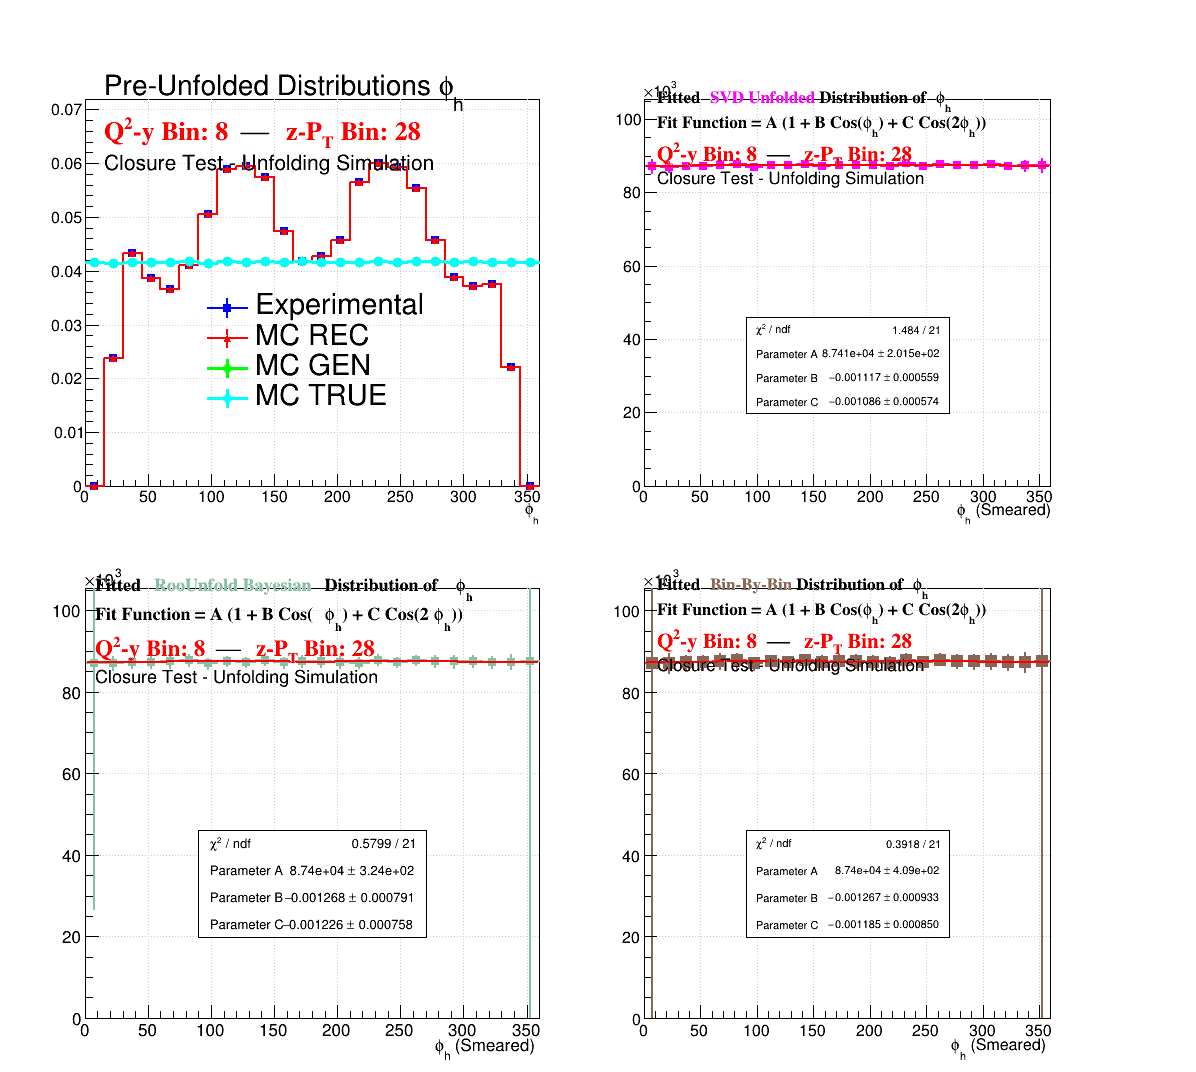 Pre-Unfolded Distributions ϕh
Q²-y Bin: 8 — z-PT Bin: 28
Closure Test - Unfolding Simulation
0.07
0.06
0.05
0.04
0.03
0.02
0.01
0
Experimental
MC REC
MC GEN
MC TRUE
0 50 100 150 200 250 300 350
ϕh
×10³
Fitted SVD Unfolded Distribution of ϕh
Fit Function = A (1 + B Cos(ϕh) + C Cos(2ϕh))
Q²-y Bin: 8 — z-PT Bin: 28
Closure Test - Unfolding Simulation
100
80
60
40
20
0
χ² / ndf 1.484 / 21
Parameter A 8.741e+04 ± 2.015e+02
Parameter B −0.001117 ± 0.000559
Parameter C −0.001086 ± 0.000574
0 50 100 150 200 250 300 350
ϕh (Smeared)
×10³
Fitted RooUnfold Bayesian Distribution of ϕh
Fit Function = A (1 + B Cos( ϕh) + C Cos(2 ϕh))
Q²-y Bin: 8 — z-PT Bin: 28
Closure Test - Unfolding Simulation
100
80
60
40
20
0
χ² / ndf 0.5799 / 21
Parameter A 8.74e+04 ± 3.24e+02
Parameter B −0.001268 ± 0.000791
Parameter C −0.001226 ± 0.000758
0 50 100 150 200 250 300 350
ϕh (Smeared)
×10³
Fitted Bin-By-Bin Distribution of ϕh
Fit Function = A (1 + B Cos(ϕh) + C Cos(2ϕh))
Q²-y Bin: 8 — z-PT Bin: 28
Closure Test - Unfolding Simulation
100
80
60
40
20
0
χ² / ndf 0.3918 / 21
Parameter A 8.74e+04 ± 4.09e+02
Parameter B −0.001267 ± 0.000933
Parameter C −0.001185 ± 0.000850
0 50 100 150 200 250 300 350
ϕh (Smeared)